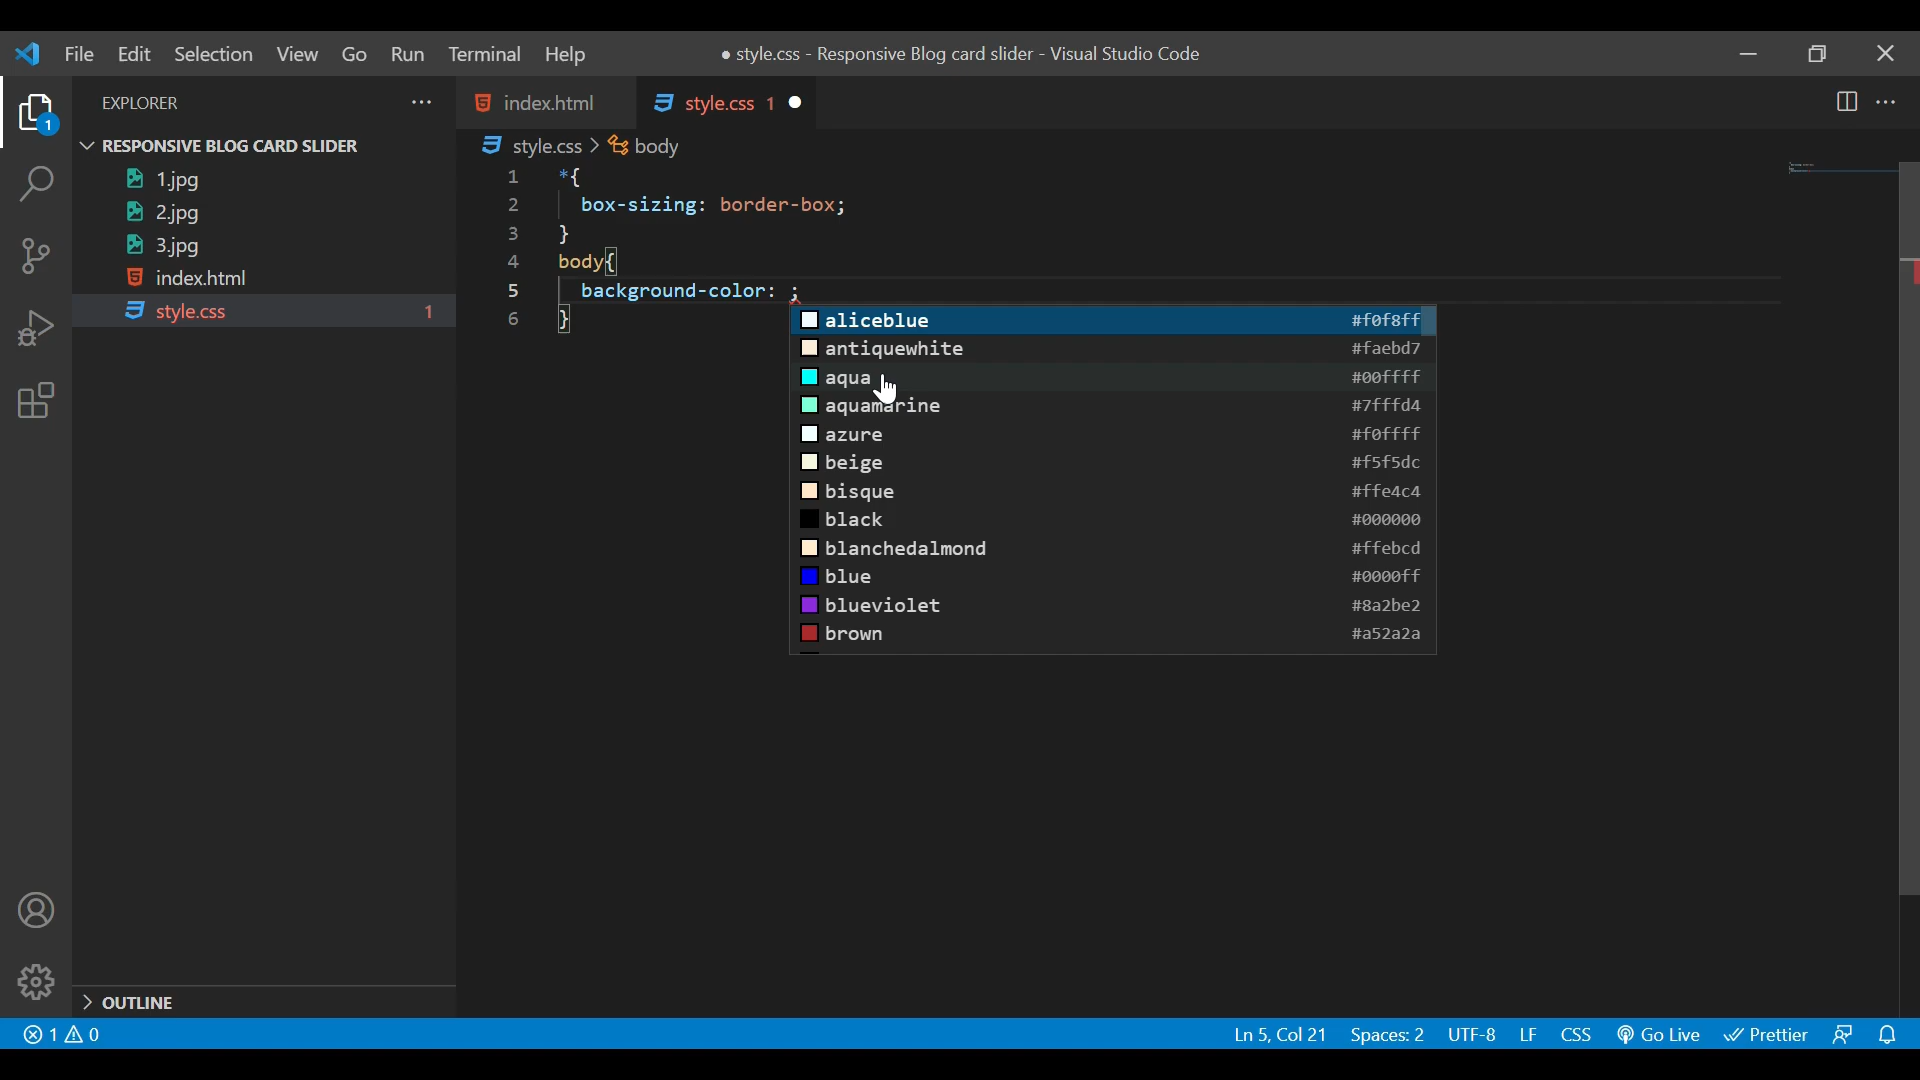 File Edit Selection View Go Run Terminal Help
● style.css - Responsive Blog card slider - Visual Studio Code
EXPLORER
1
RESPONSIVE BLOG CARD SLIDER
1.jpg
2.jpg
3.jpg
index.html
style.css 1
OUTLINE
index.html
style.css 1
style.css > body
1 *{
2 box-sizing: border-box;
3 }
4 body{
5 background-color: ;
6 }
aliceblue #f0f8ff
antiquewhite #faebd7
aqua #00ffff
aquamarine #7fffd4
azure #f0ffff
beige #f5f5dc
bisque #ffe4c4
black #000000
blanchedalmond #ffebcd
blue #0000ff
blueviolet #8a2be2
brown #a52a2a
1 0
Ln 5, Col 21 Spaces: 2 UTF-8 LF CSS Go Live Prettier